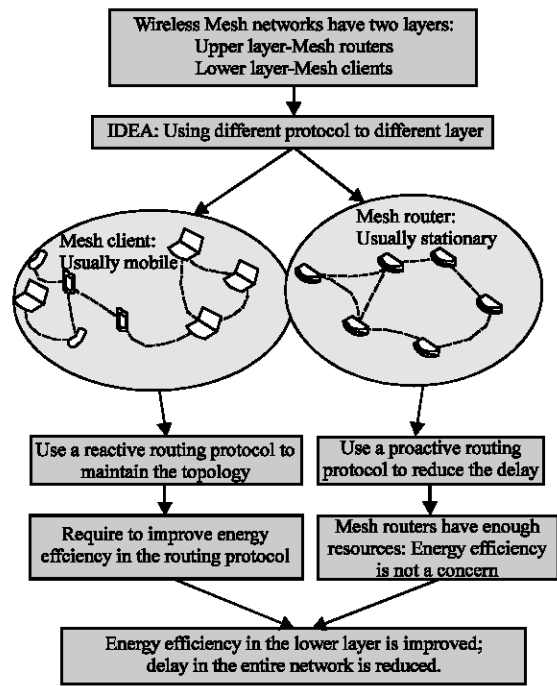 Wireless Mesh networks have two layers:
Upper layer-Mesh routers
Lower layer-Mesh clients
IDEA: Using different protocol to different layer
Mesh client:
Usually mobile
Mesh router:
Usually stationary
Use a reactive routing protocol to
maintain the topology
Use a proactive routing
protocol to reduce the delay
Require to improve energy
effciency in the routing protocol
Mesh routers have enough
resources: Energy efficiency
is not a concern
Energy efficiency in the lower layer is improved;
delay in the entire network is reduced.